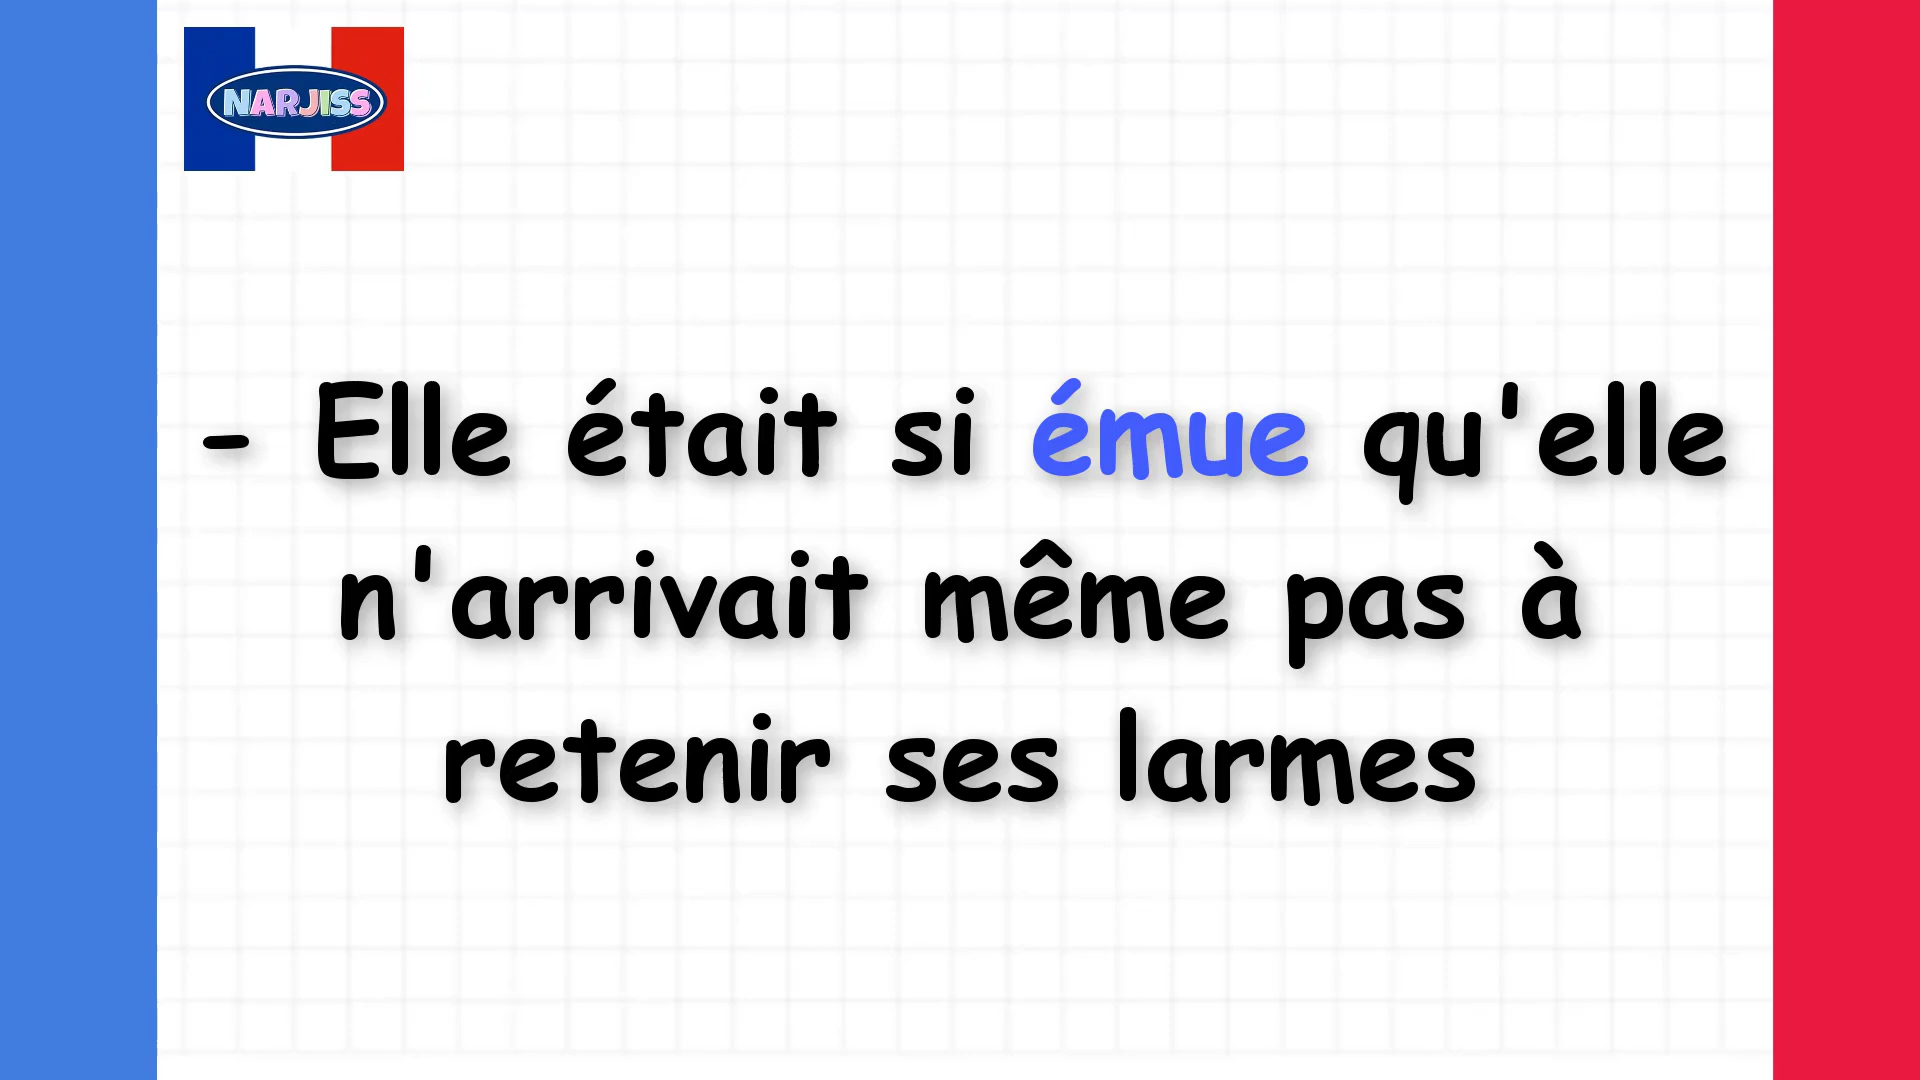 NARJISS
- Elle était si émue qu'elle
n'arrivait même pas à
retenir ses larmes